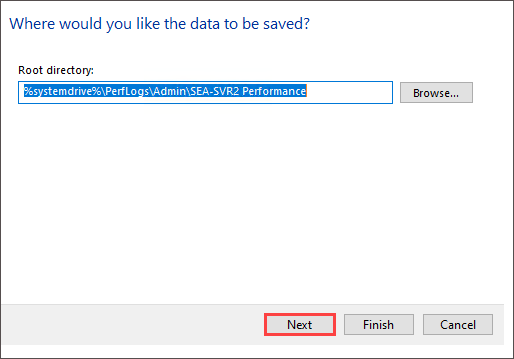 Where would you like the data to be saved?
Root directory:
%systemdrive%\PerfLogs\Admin\SEA-SVR2 Performance
Browse...
Next
Finish
Cancel